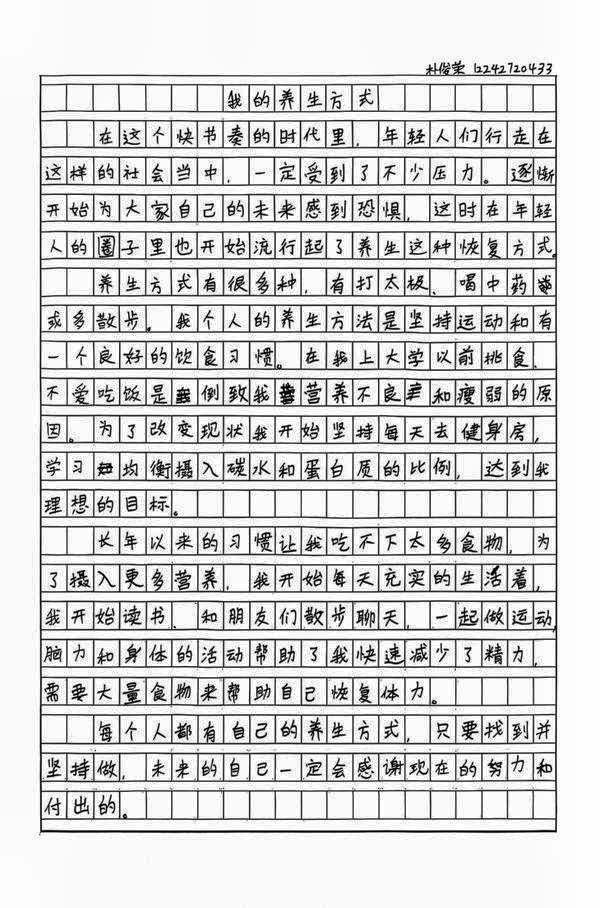 朴俊荣 12242720433
我的养生方式
在这个快书奏的时代里，年轻人们行走在
这样的社会当中，一定受到了不少压力。逐惭
开始为大家自己的未来感到恐惧，这时在年轻
人的圈子里也开始流行起了养生这种恢复方式。
养生方式有很多种，有打太极、喝中药
或多散步。我个人的养生方法是坚持运动和有
一个良好的饮食习惯。在我上大学以前挑食、
不爱吃饭是倒致我营养不良和瘦弱的原
因。为了改变现状我开始坚持每天去健身房，
学习均衡摄入碳水和蛋白质的比例，达到我
理想的目标。
长年以来的习惯让我吃不下太多食物，为
了摄入更多营养，我开始每天充实的生活着，
我开始读书、和朋友们散步聊天，一起做运动，
脑力和身体的活动帮助了我快速减少了精力，
需要大量食物来帮助自己恢复体力。
每个人都有自己的养生方式，只要找到并
坚持做，未来的自己一定会感谢现在的努力和
付出的。